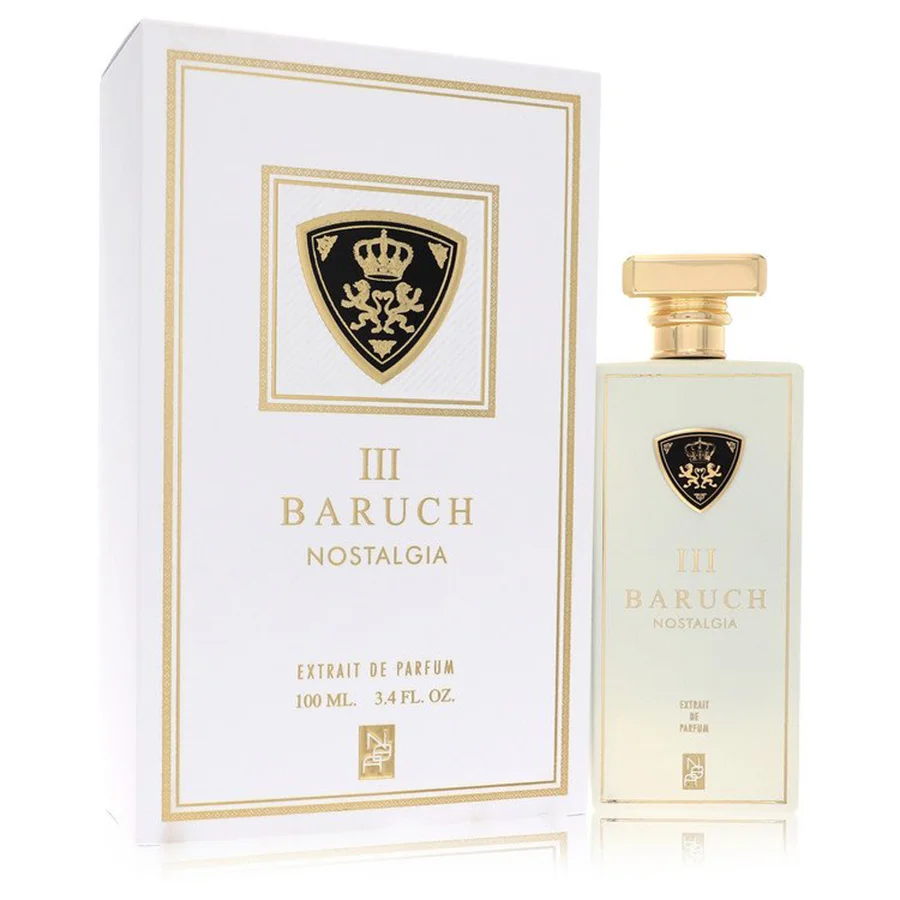 III
BARUCH
NOSTALGIA
EXTRAIT DE PARFUM
100 ML. 3.4 FL. OZ.
III
BARUCH
NOSTALGIA
EXTRAIT
DE
PARFUM